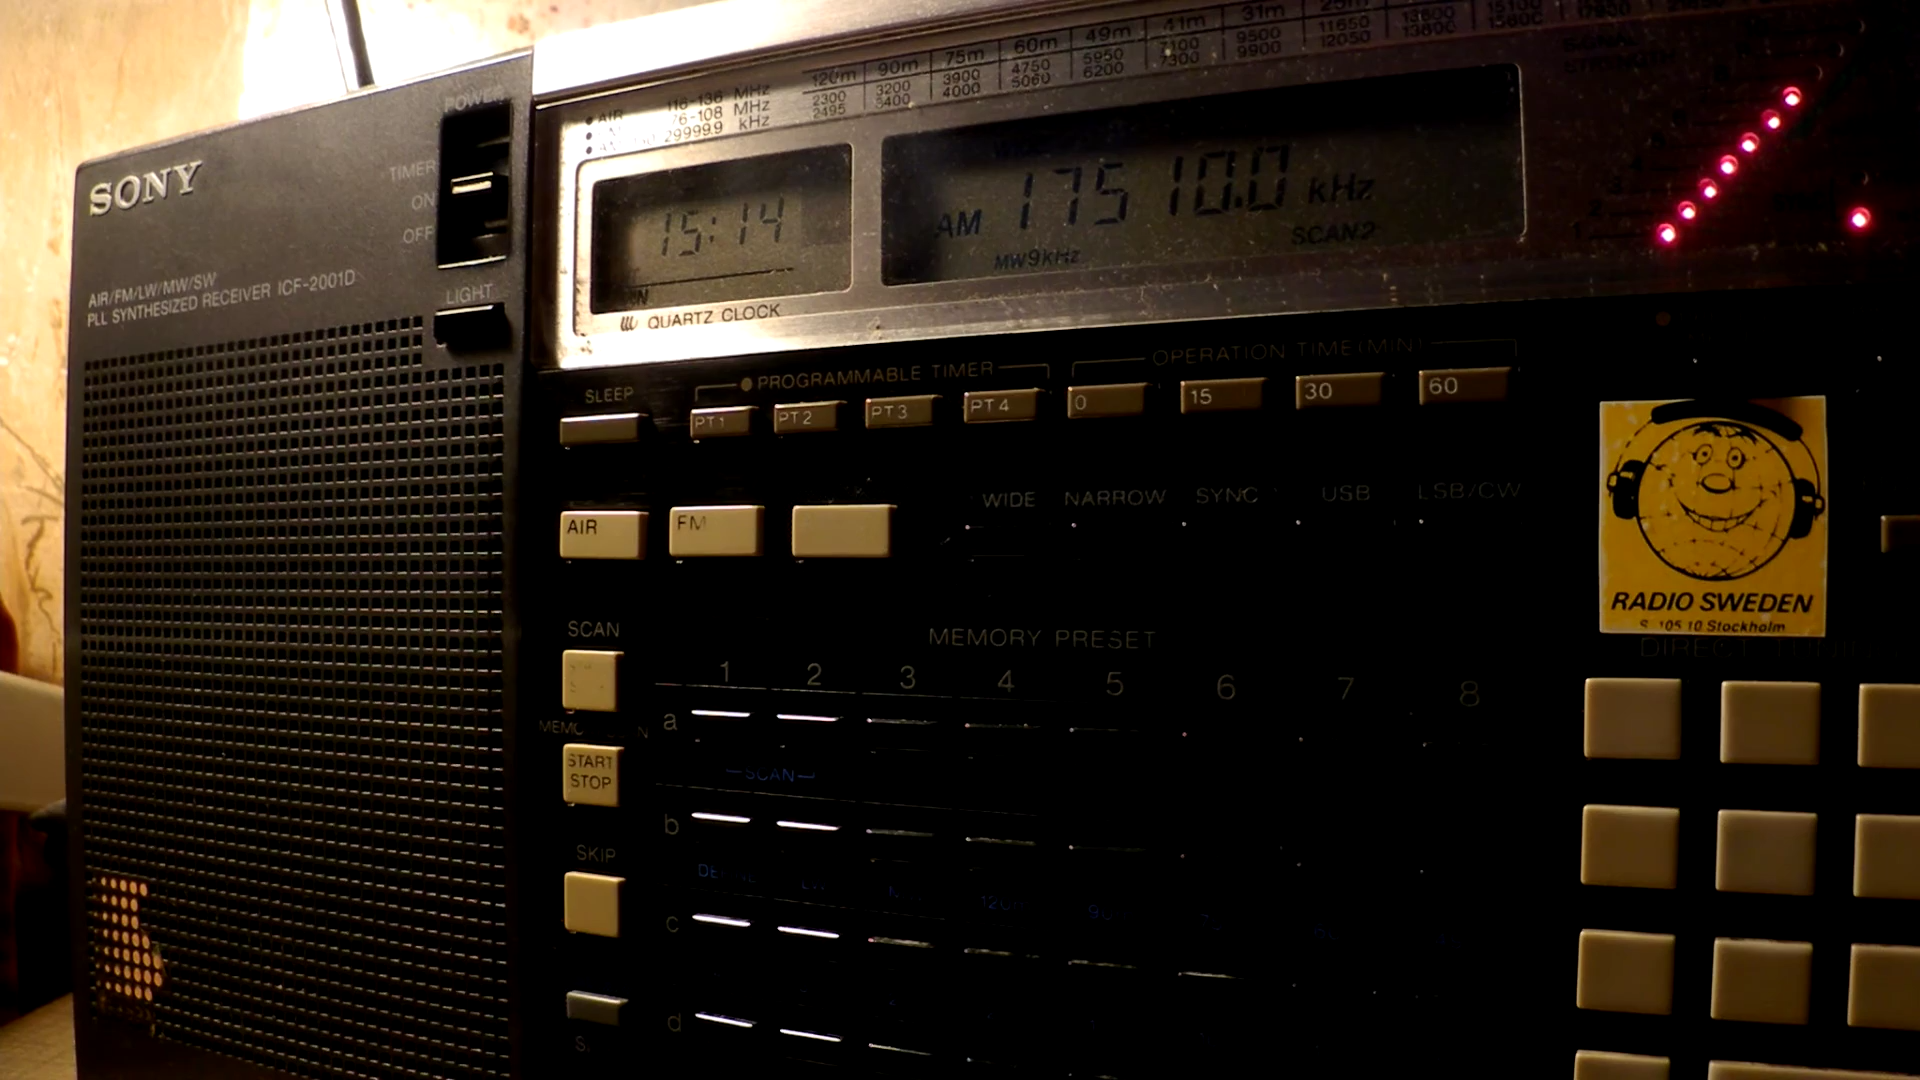 SONY
POWER
TIMER
ON
OFF
AIR/FM/LW/MW/SW
PLL SYNTHESIZED RECEIVER ICF-2001D
LIGHT
120m 90m 75m 60m 49m 41m 31m 25m
2300 3200 3900 4750 5950 7100 9500 11650 13600 15100
2495 3400 4000 5060 6200 7300 9900 12050 13800 15600
AIR 116-136 MHz
76-108 MHz
29999.9 kHz
15:14
QUARTZ CLOCK
AM 17510.0 kHz
MW9kHz SCAN2
SLEEP
PROGRAMMABLE TIMER
OPERATION TIME(MIN)
PT1 PT2 PT3 PT4 0 15 30 60
WIDE NARROW SYNC USB LSB/CW
AIR FM
RADIO SWEDEN
S-105 10 Stockholm
DIRECT
SCAN
MEMORY PRESET
1 2 3 4 5 6 7 8
a
START
STOP
SCAN
b
SKIP
c
d